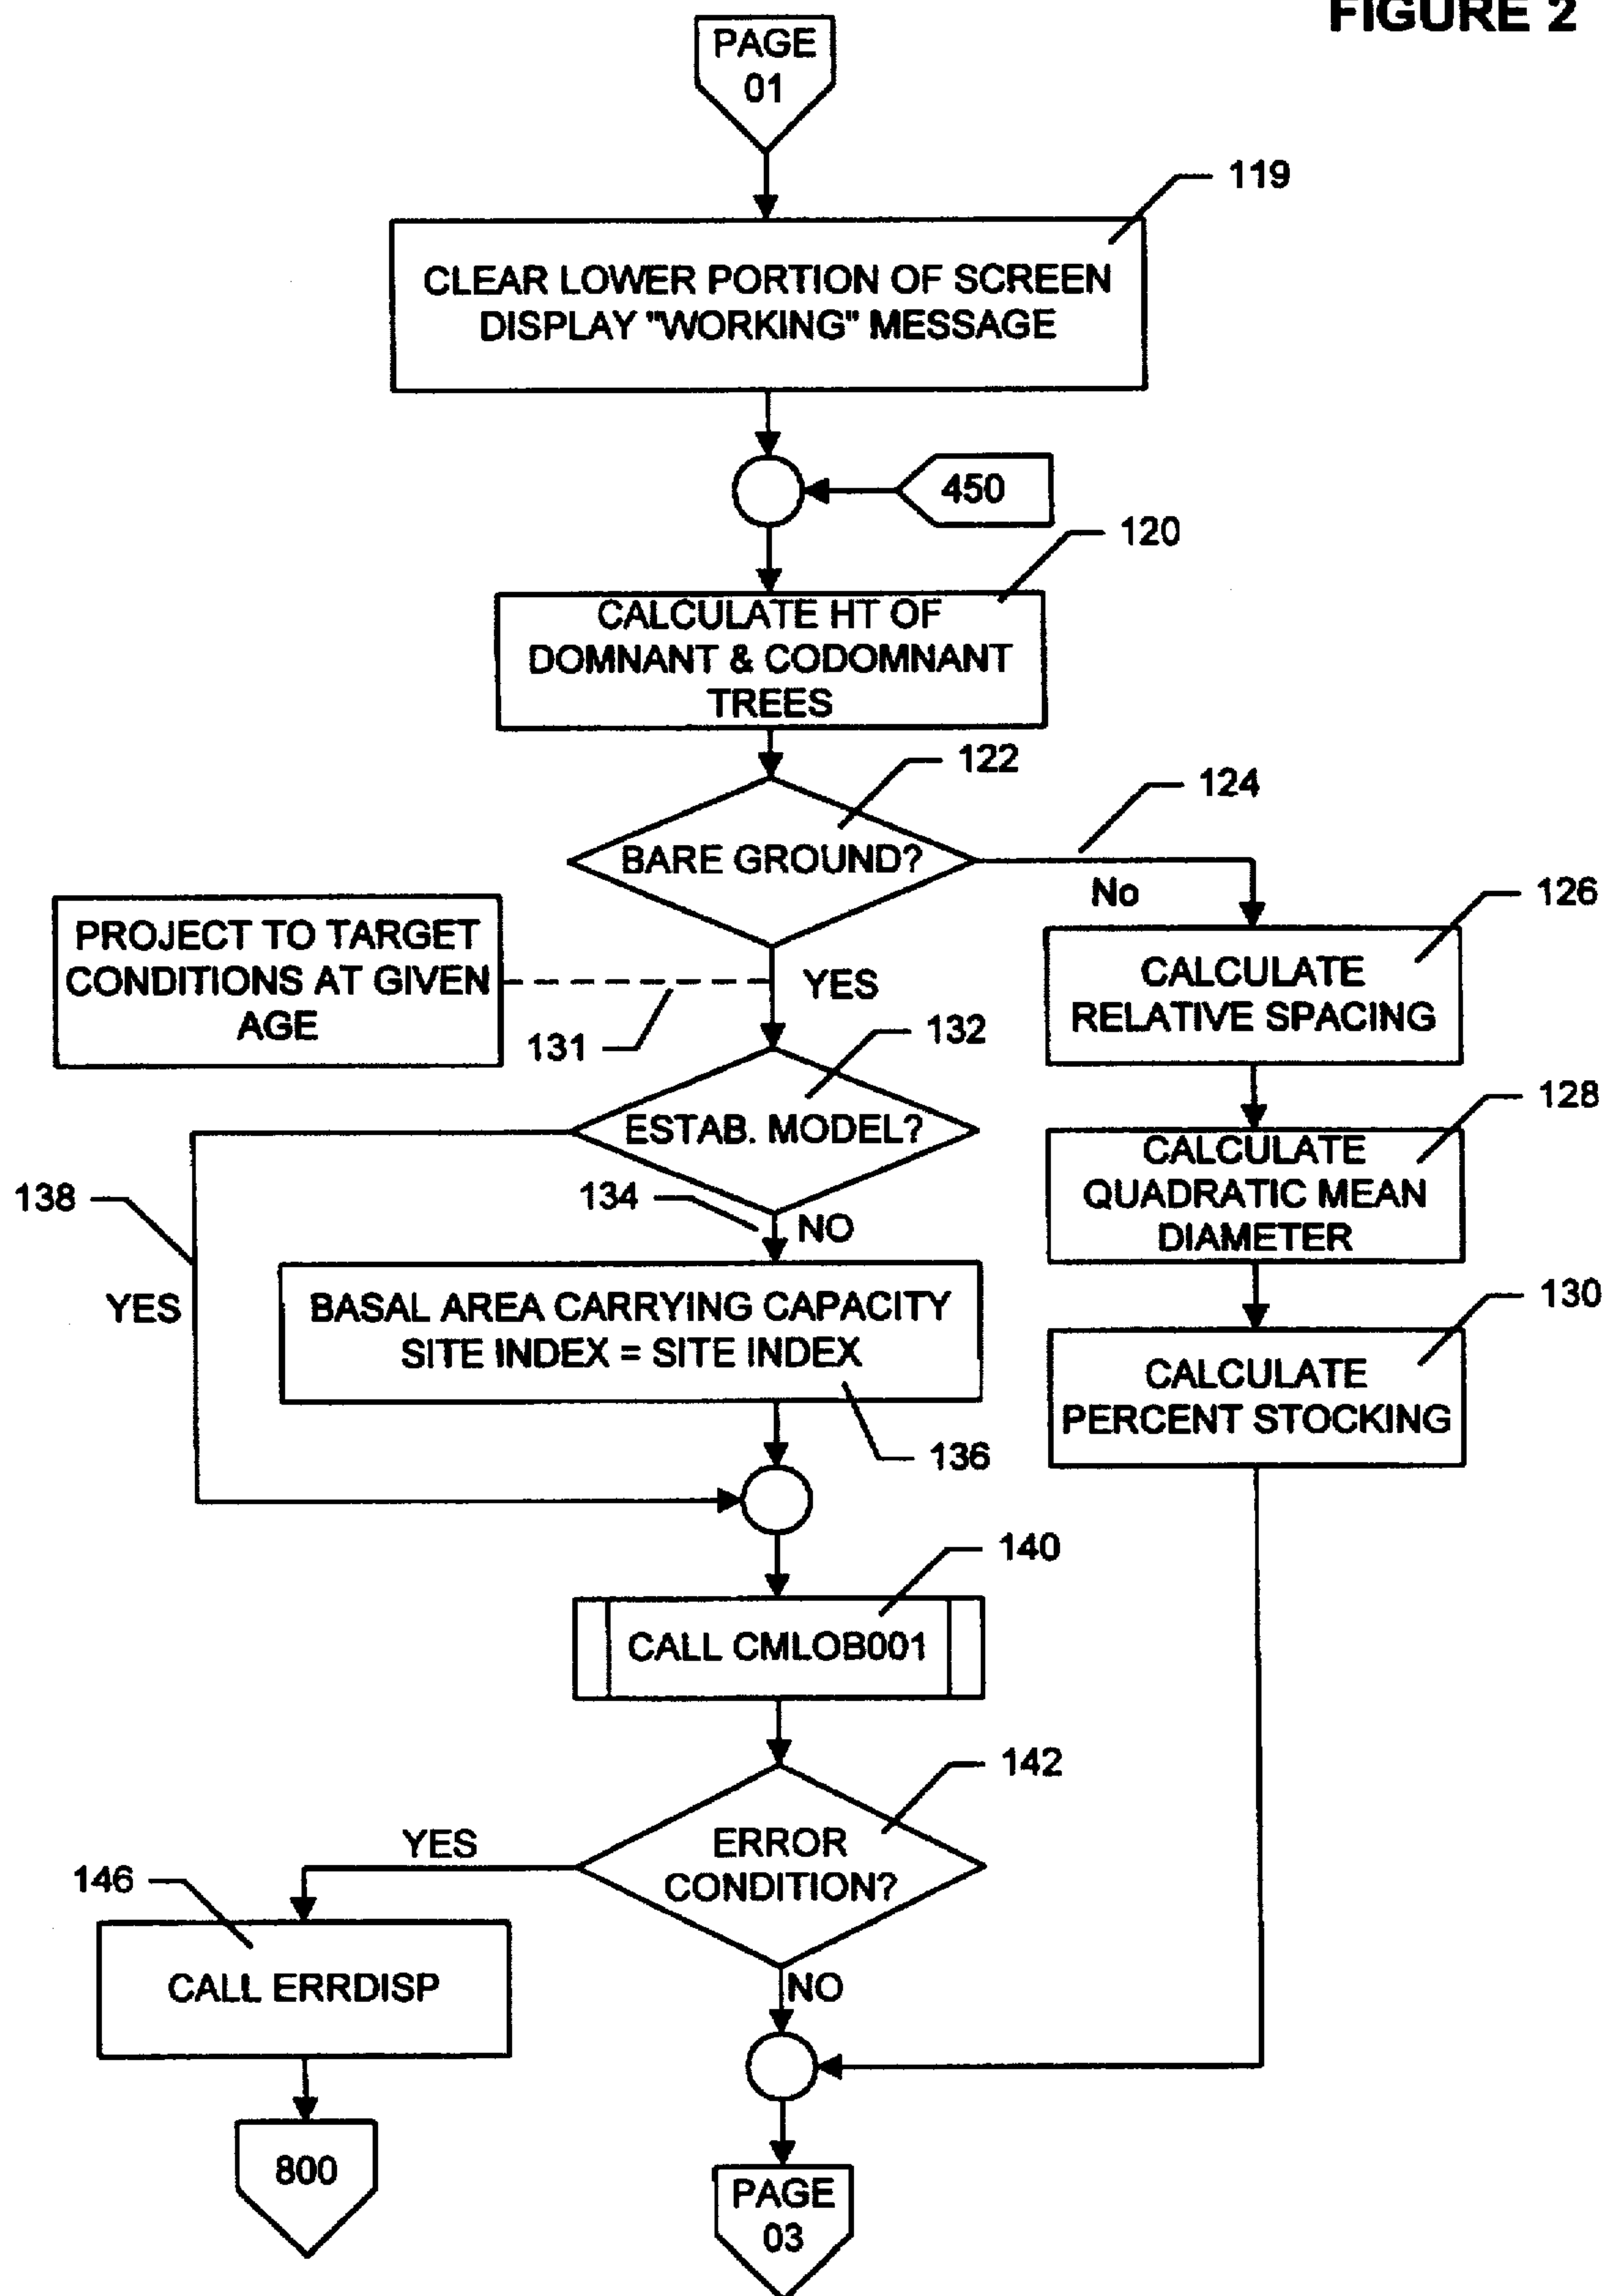 FIGURE 2
PAGE
01
119
CLEAR LOWER PORTION OF SCREEN
DISPLAY "WORKING" MESSAGE
450
120
CALCULATE HT OF
DOMNANT & CODOMNANT
TREES
122
124
BARE GROUND?
No
126
PROJECT TO TARGET
CONDITIONS AT GIVEN
AGE
YES
CALCULATE
RELATIVE SPACING
131
132
ESTAB. MODEL?
128
CALCULATE
QUADRATIC MEAN
DIAMETER
138
134
NO
YES
BASAL AREA CARRYING CAPACITY
SITE INDEX = SITE INDEX
130
CALCULATE
PERCENT STOCKING
136
140
CALL CMLOB001
142
ERROR
CONDITION?
YES
146
CALL ERRDISP
NO
800
PAGE
03